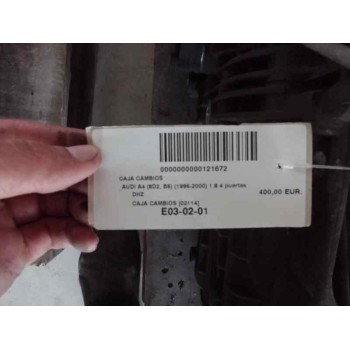 0000000000121672
CAJA CAMBIOS
AUDI A4 (8D2, B5) (1995-2000) 1.8 4 puertas
DHZ
400,00 EUR.
CAJA CAMBIOS [02114]
E03-02-01